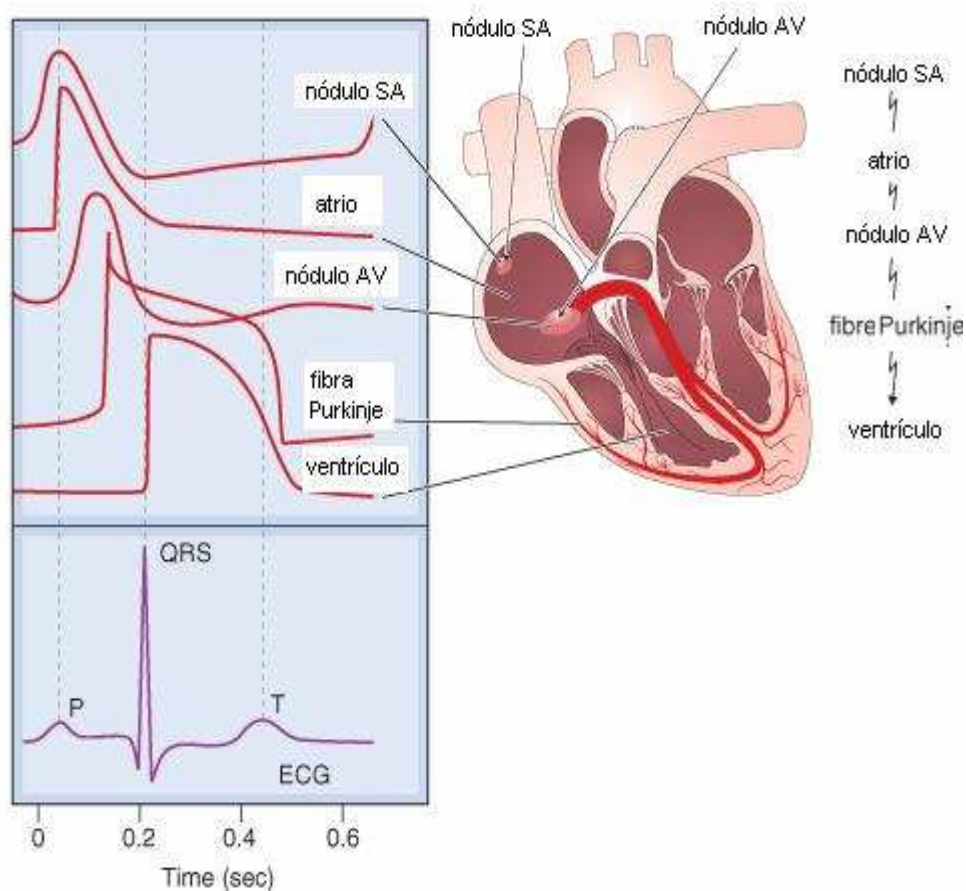 nódulo SA
atrio
nódulo AV
fibra
Purkinje
ventrículo
QRS
P
T
ECG
0
0.2
0.4
0.6
Time (sec)
nódulo SA
nódulo AV
nódulo SA
atrio
nódulo AV
fibre Purkinje
ventrículo